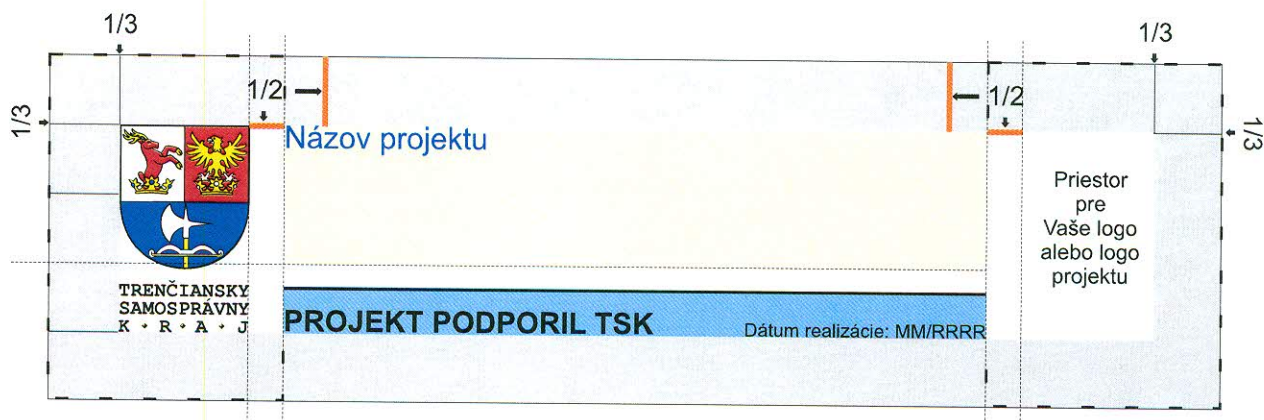 1/3
1/3
1/2
1/2
1/3
1/3
Názov projektu
Priestor
pre
Vaše logo
alebo logo
projektu
TRENČIANSKY
SAMOSPRÁVNY
K · R · A · J
PROJEKT PODPORIL TSK
Dátum realizácie: MM/RRRR